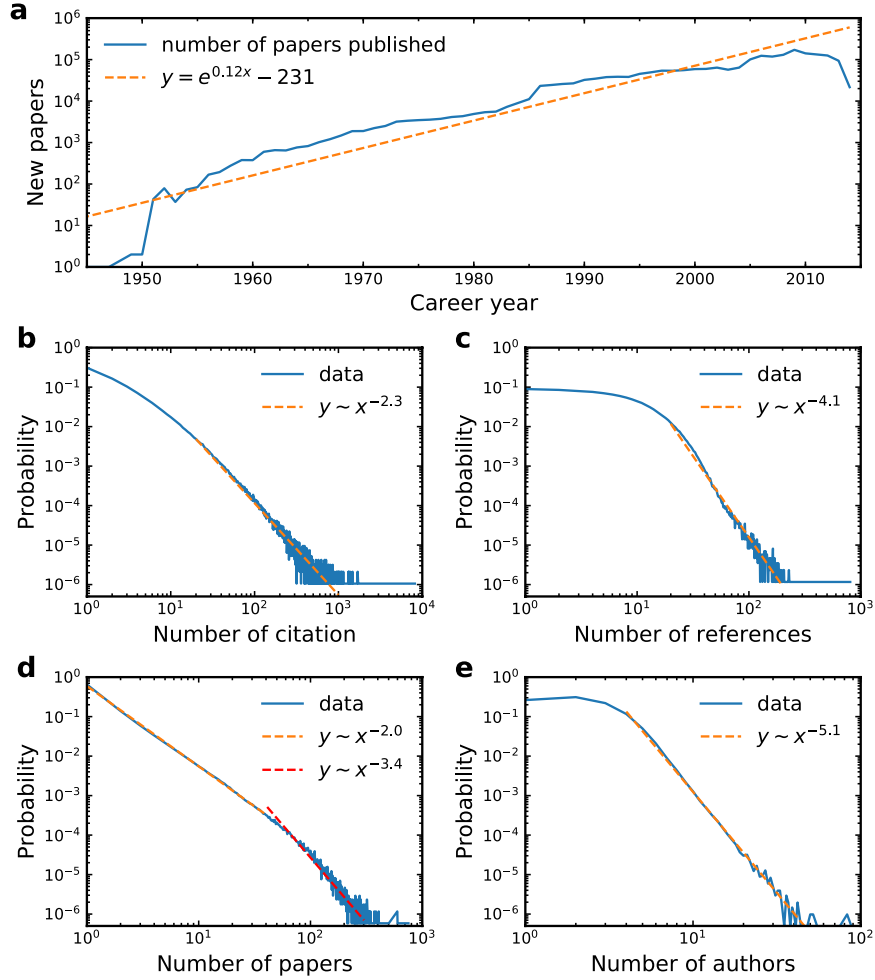 a
10^6
10^5
10^4
10^3
10^2
10^1
10^0
New papers
number of papers published
y = e^{0.12x} − 231
1950 1960 1970 1980 1990 2000 2010
Career year
b
10^0
10^{-1}
10^{-2}
10^{-3}
10^{-4}
10^{-5}
10^{-6}
Probability
data
y ∼ x^{-2.3}
10^0 10^1 10^2 10^3 10^4
Number of citation
c
10^0
10^{-1}
10^{-2}
10^{-3}
10^{-4}
10^{-5}
10^{-6}
Probability
data
y ∼ x^{-4.1}
10^0 10^1 10^2 10^3
Number of references
d
10^0
10^{-1}
10^{-2}
10^{-3}
10^{-4}
10^{-5}
10^{-6}
Probability
data
y ∼ x^{-2.0}
y ∼ x^{-3.4}
10^0 10^1 10^2 10^3
Number of papers
e
10^0
10^{-1}
10^{-2}
10^{-3}
10^{-4}
10^{-5}
10^{-6}
Probability
data
y ∼ x^{-5.1}
10^0 10^1 10^2
Number of authors